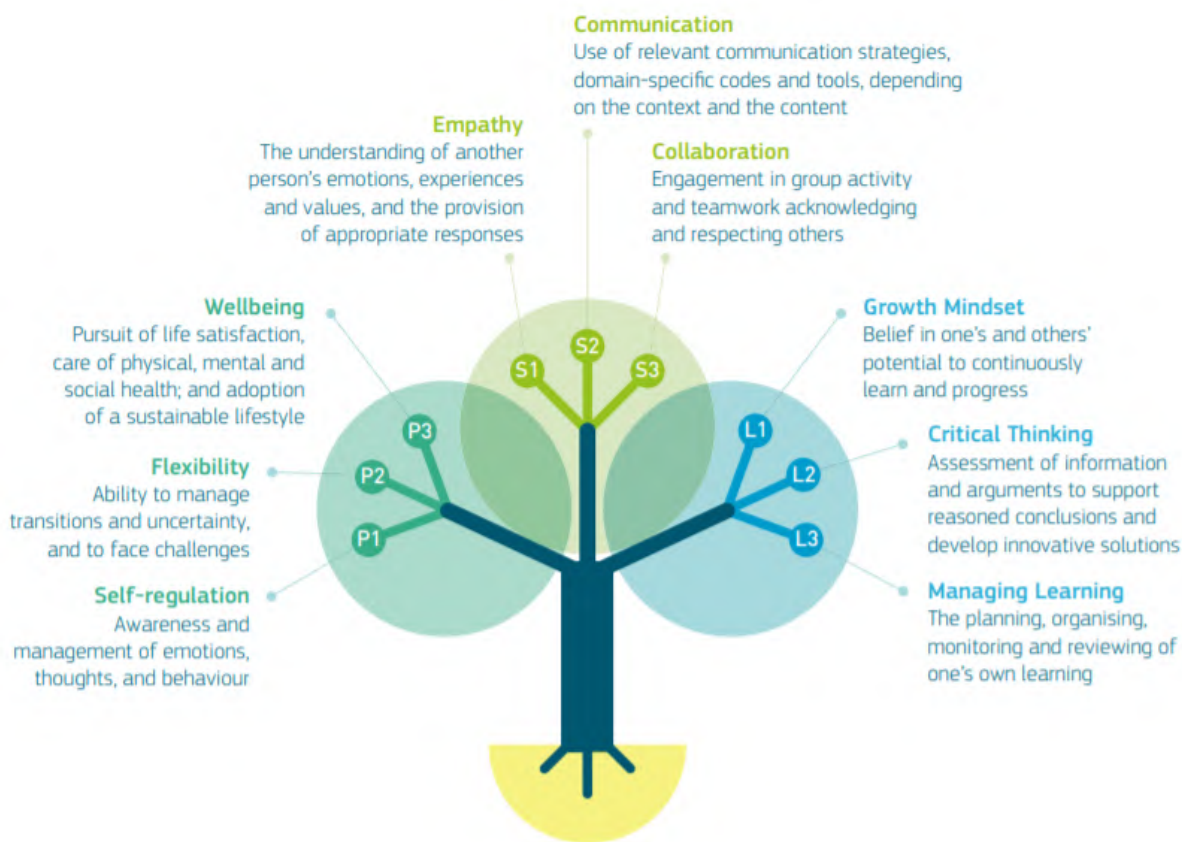 Communication
Use of relevant communication strategies,
domain-specific codes and tools, depending
on the context and the content
Empathy
The understanding of another
person's emotions, experiences
and values, and the provision
of appropriate responses
Collaboration
Engagement in group activity
and teamwork acknowledging
and respecting others
Wellbeing
Pursuit of life satisfaction,
care of physical, mental and
social health; and adoption
of a sustainable lifestyle
Flexibility
Ability to manage
transitions and uncertainty,
and to face challenges
Self-regulation
Awareness and
management of emotions,
thoughts, and behaviour
P3
P2
P1
S1
S2
S3
L1
L2
L3
Growth Mindset
Belief in one's and others'
potential to continuously
learn and progress
Critical Thinking
Assessment of information
and arguments to support
reasoned conclusions and
develop innovative solutions
Managing Learning
The planning, organising,
monitoring and reviewing of
one's own learning